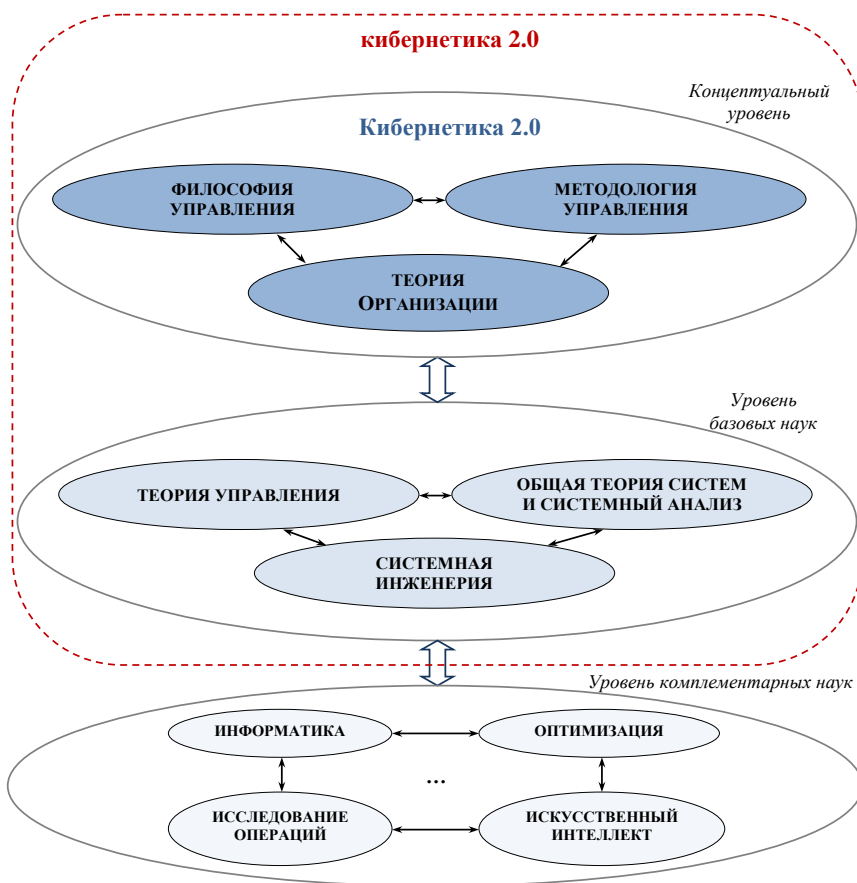 кибернетика 2.0
Концептуальный
уровень
Кибернетика 2.0
ФИЛОСОФИЯ
УПРАВЛЕНИЯ
МЕТОДОЛОГИЯ
УПРАВЛЕНИЯ
ТЕОРИЯ
ОРГАНИЗАЦИИ
Уровень
базовых наук
ТЕОРИЯ УПРАВЛЕНИЯ
ОБЩАЯ ТЕОРИЯ СИСТЕМ
И СИСТЕМНЫЙ АНАЛИЗ
СИСТЕМНАЯ
ИНЖЕНЕРИЯ
Уровень комплементарных наук
ИНФОРМАТИКА
ОПТИМИЗАЦИЯ
...
ИССЛЕДОВАНИЕ
ОПЕРАЦИЙ
ИСКУССТВЕННЫЙ
ИНТЕЛЛЕКТ